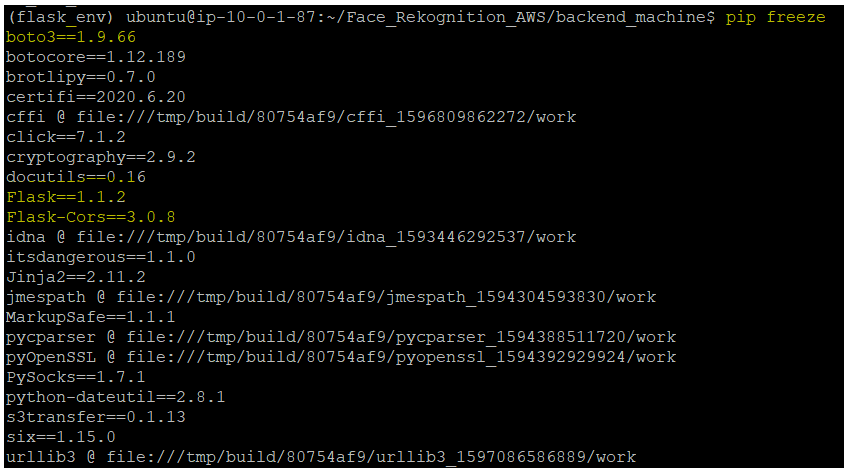 (flask_env) ubuntu@ip-10-0-1-87:~/Face_Rekognition_AWS/backend_machine$ pip freeze
boto3==1.9.66
botocore==1.12.189
brotlipy==0.7.0
certifi==2020.6.20
cffi @ file:///tmp/build/80754af9/cffi_1596809862272/work
click==7.1.2
cryptography==2.9.2
docutils==0.16
Flask==1.1.2
Flask-Cors==3.0.8
idna @ file:///tmp/build/80754af9/idna_1593446292537/work
itsdangerous==1.1.0
Jinja2==2.11.2
jmespath @ file:///tmp/build/80754af9/jmespath_1594304593830/work
MarkupSafe==1.1.1
pycparser @ file:///tmp/build/80754af9/pycparser_1594388511720/work
pyOpenSSL @ file:///tmp/build/80754af9/pyopenssl_1594392929924/work
PySocks==1.7.1
python-dateutil==2.8.1
s3transfer==0.1.13
six==1.15.0
urllib3 @ file:///tmp/build/80754af9/urllib3_1597086586889/work